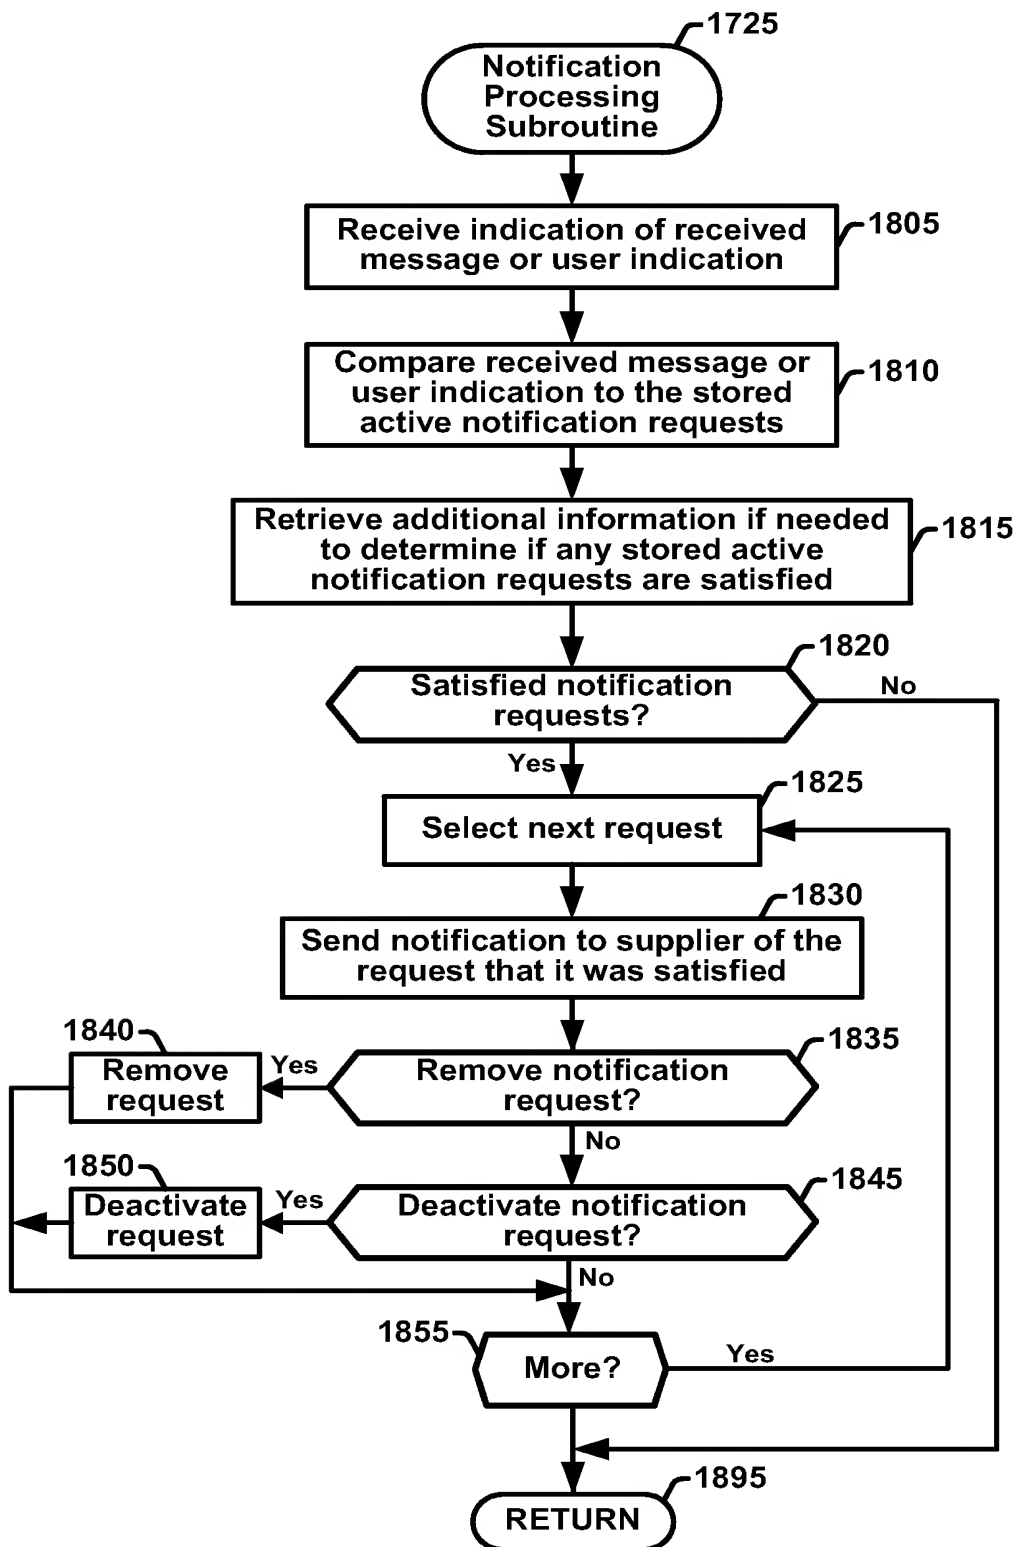 1725
Notification
Processing
Subroutine
Receive indication of received
message or user indication
1805
Compare received message or
user indication to the stored
active notification requests
1810
Retrieve additional information if needed
to determine if any stored active
notification requests are satisfied
1815
1820
Satisfied notification
requests?
No
Yes
1825
Select next request
1830
Send notification to supplier of the
request that it was satisfied
1835
Remove notification
request?
Yes
1840
Remove
request
No
1845
Deactivate notification
request?
Yes
1850
Deactivate
request
No
1855
More?
Yes
1895
RETURN